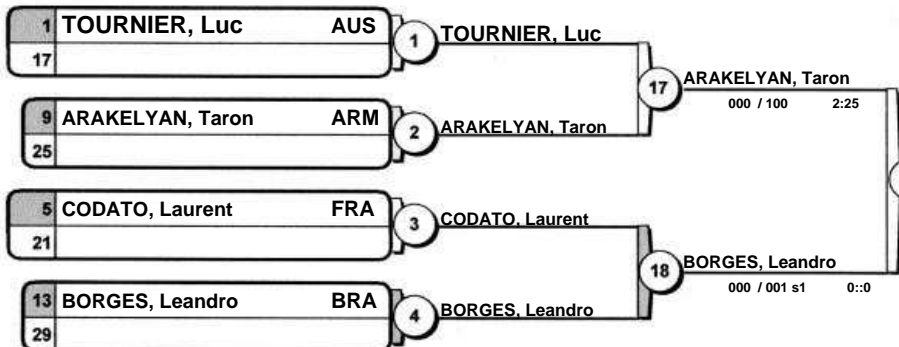 1 TOURNIER, Luc AUS
17
1 TOURNIER, Luc
9 ARAKELYAN, Taron ARM
25
2 ARAKELYAN, Taron
17 ARAKELYAN, Taron
000 / 100 2:25
5 CODATO, Laurent FRA
21
3 CODATO, Laurent
13 BORGES, Leandro BRA
29
4 BORGES, Leandro
18 BORGES, Leandro
000 / 001 s1 0::0